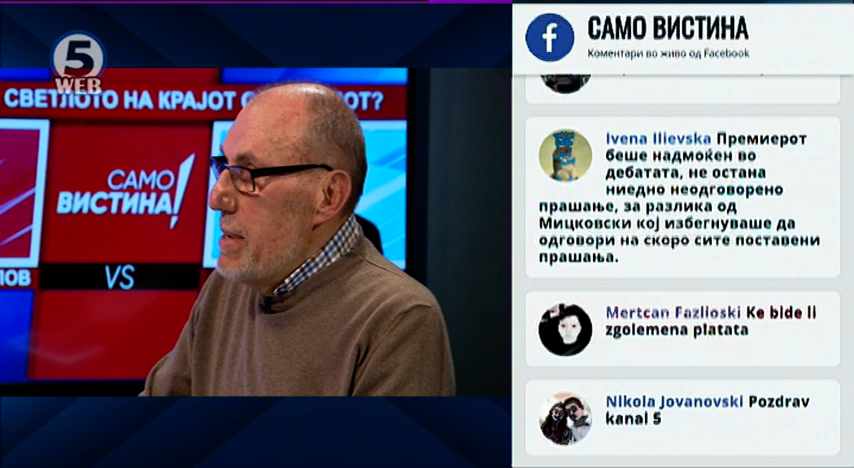 5
WEB
СВЕТЛОТО НА КРАЈОТ
ОТ?
САМО
ВИСТИНА!
ЛОВ
VS
f
САМО ВИСТИНА
Коментари во живо од Facebook
Ivena Ilievska Премиерот
беше надмоќен во
дебатата, не остана
ниедно неодговорено
прашање, за разлика од
Мицковски кој избегнуваше да
одговори на скоро сите поставени
прашања.
Mertcan Fazlioski Ke bide li
zgolemena platata
Nikola Jovanovski Pozdrav
kanal 5